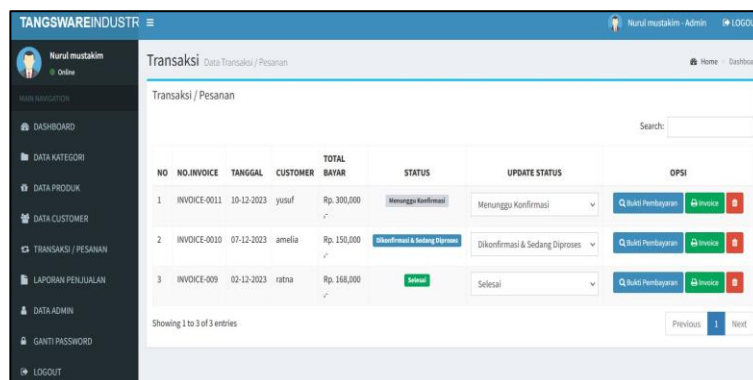 TANGSWAREINDUSTR
Nurul mustakim - Admin LOGOU
Nurul mustakim
Online
MAIN NAVIGATION
DASHBOARD
DATA KATEGORI
DATA PRODUK
DATA CUSTOMER
TRANSAKSI / PESANAN
LAPORAN PENJUALAN
DATA ADMIN
GANTI PASSWORD
LOGOUT
Transaksi Data Transaksi / Pesanan
Home > Dashboa
Transaksi / Pesanan
Search:
NO NO.INVOICE TANGGAL CUSTOMER TOTAL BAYAR STATUS UPDATE STATUS OPSI
1 INVOICE-0011 10-12-2023 yusuf Rp. 300,000 ,- Menunggu Konfirmasi Menunggu Konfirmasi Bukti Pembayaran Invoice
2 INVOICE-0010 07-12-2023 amelia Rp. 150,000 ,- Dikonfirmasi & Sedang Diproses Dikonfirmasi & Sedang Diproses Bukti Pembayaran Invoice
3 INVOICE-009 02-12-2023 ratna Rp. 168,000 ,- Selesai Selesai Bukti Pembayaran Invoice
Showing 1 to 3 of 3 entries
Previous 1 Next